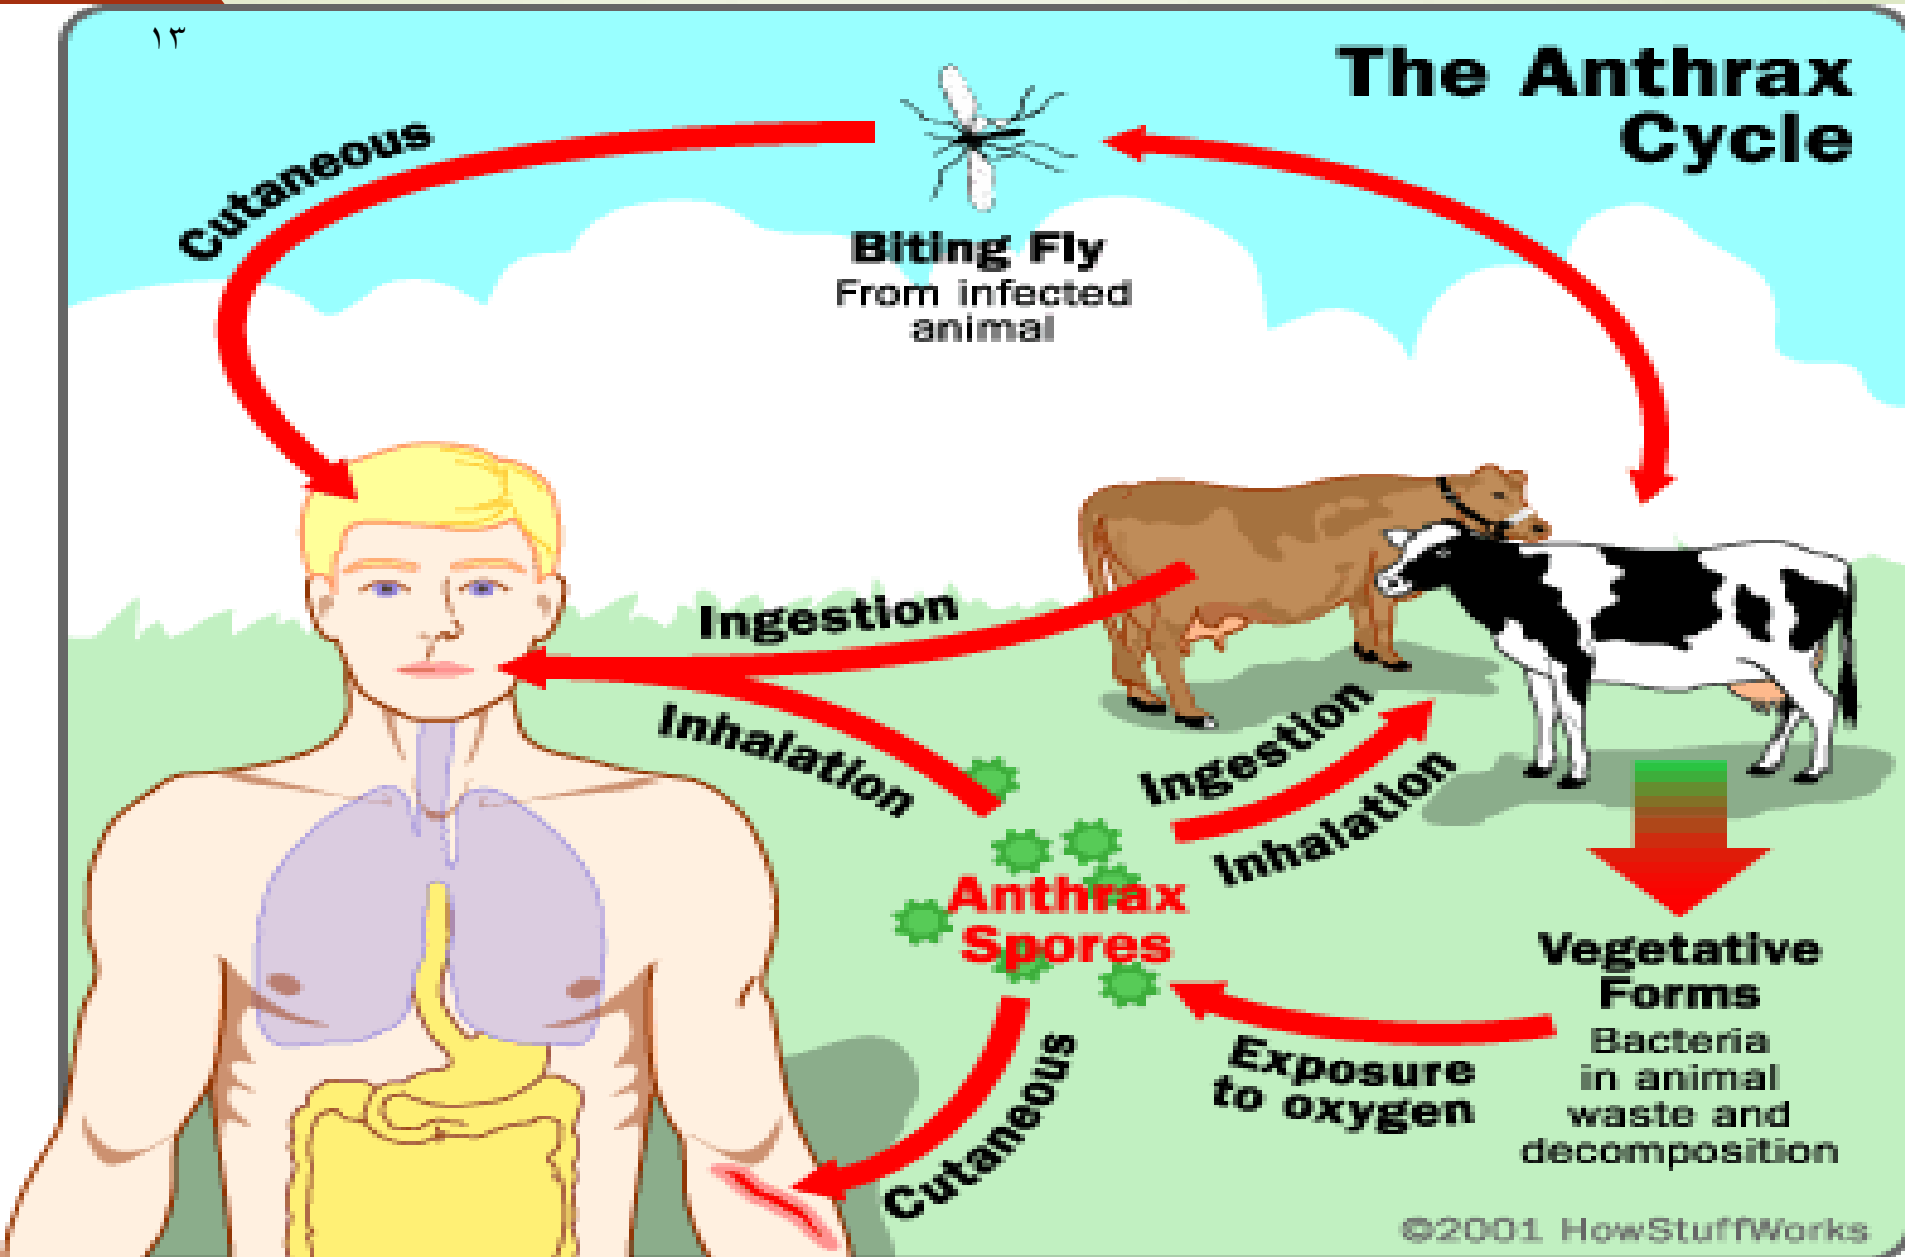 ۱۳
The Anthrax
Cycle
Cutaneous
Biting Fly
From infected
animal
Ingestion
Inhalation
Ingestion
Inhalation
Anthrax
Spores
Vegetative
Forms
Bacteria
in animal
waste and
decomposition
Exposure
to oxygen
Cutaneous
©2001 HowStuffWorks